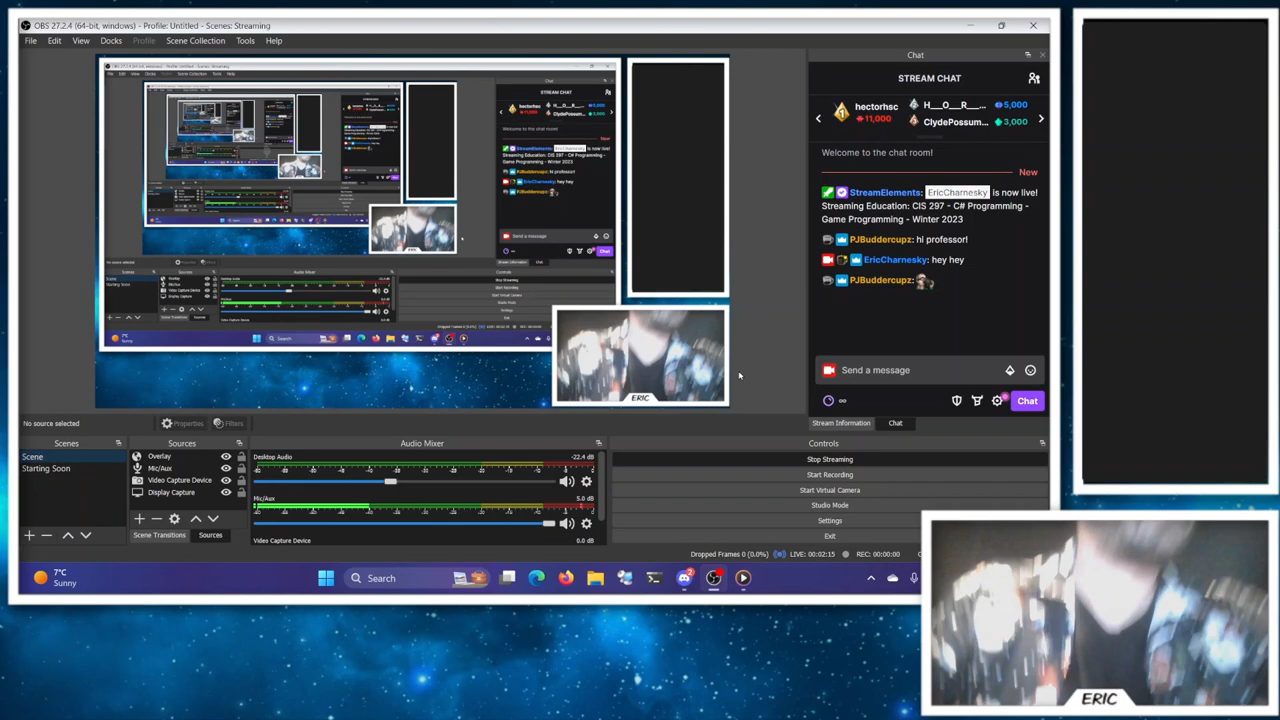 OBS 27.2.4 (64-bit, windows) - Profile: Untitled - Scenes: Streaming
File Edit View Docks Profile Scene Collection Tools Help
Chat
STREAM CHAT
1 hectorhsc 11,000
H__O__R__... 5,000
ClydePossum... 3,000
Welcome to the chat room!
New
StreamElements: EricCharnesky is now live!
Streaming Education: CIS 297 - C# Programming -
Game Programming - Winter 2023
PJBuddercupz: hi professor!
EricCharnesky: hey hey
PJBuddercupz:
Send a message
Chat
Stream Information Chat
ERIC
No source selected
Properties
Filters
Scenes
Scene
Starting Soon
Sources
Overlay
Mic/Aux
Video Capture Device
Display Capture
Scene Transitions Sources
Audio Mixer
Desktop Audio -22.4 dB
Mic/Aux 5.0 dB
Video Capture Device 0.0 dB
Controls
Stop Streaming
Start Recording
Start Virtual Camera
Studio Mode
Settings
Exit
Dropped Frames 0 (0.0%) LIVE: 00:02:15 REC: 00:00:00
7°C
Sunny
Search
2
ERIC